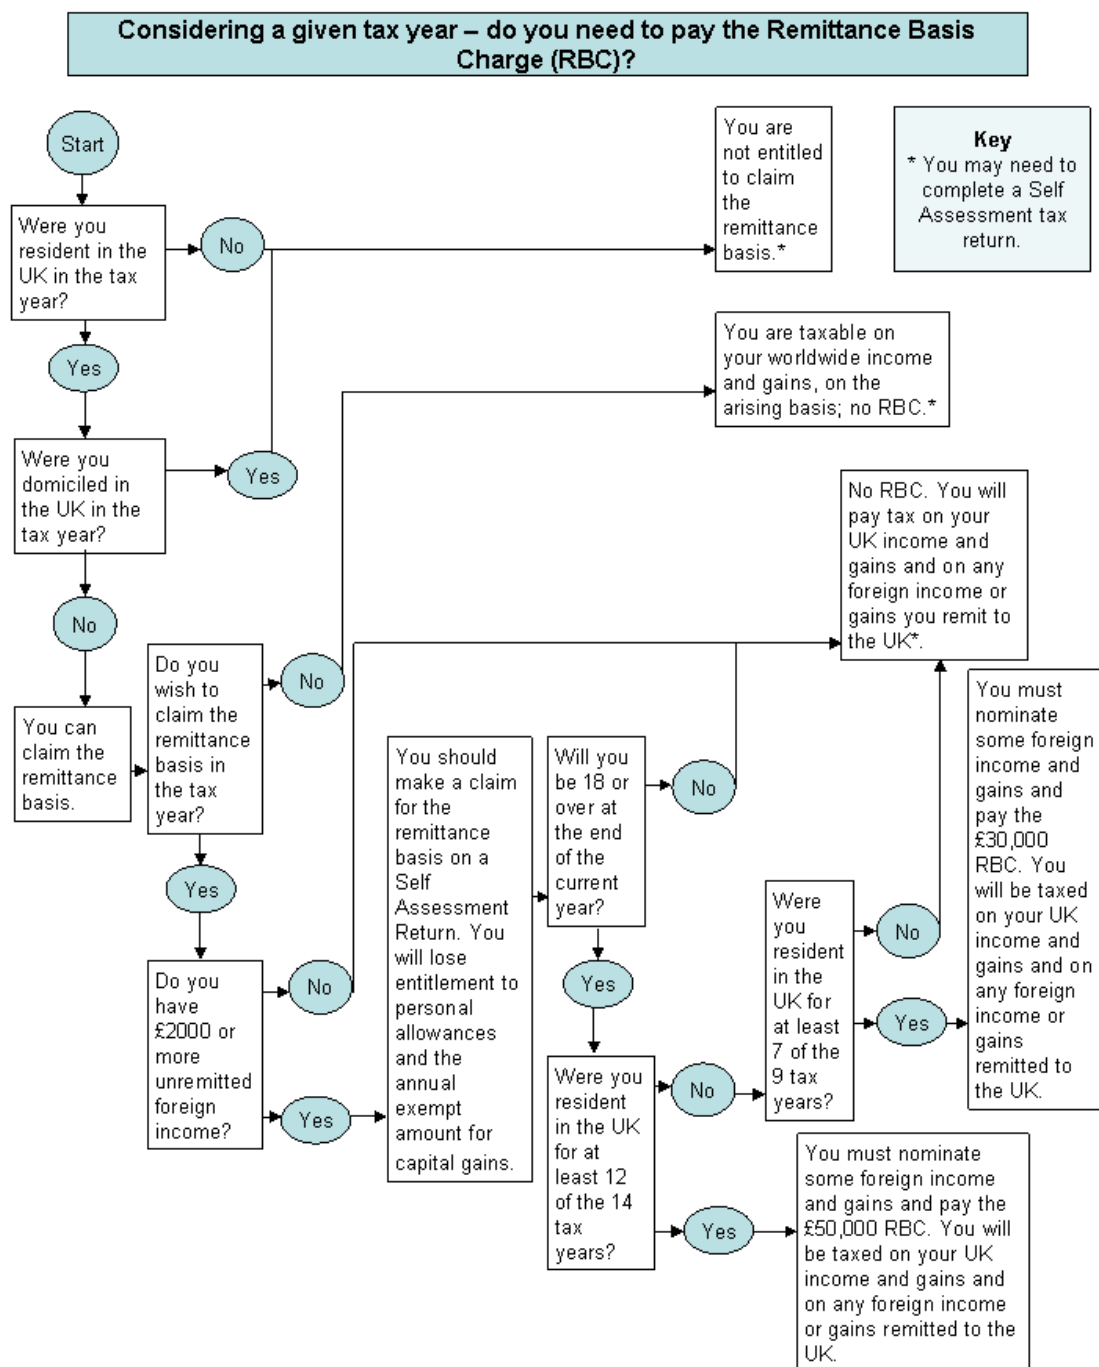 Considering a given tax year – do you need to pay the Remittance Basis
Charge (RBC)?
Start
Were you
resident in the
UK in the tax
year?
No
You are
not entitled
to claim
the
remittance
basis.*
Key
* You may need to
complete a Self
Assessment tax
return.
Yes
You are taxable on
your worldwide income
and gains, on the
arising basis; no RBC.*
Were you
domiciled in
the UK in the
tax year?
Yes
No
No RBC. You will
pay tax on your
UK income and
gains and on any
foreign income or
gains you remit to
the UK*.
You can
claim the
remittance
basis.
Do you
wish to
claim the
remittance
basis in
the tax
year?
No
Yes
Do you
have
£2000 or
more
unremitted
foreign
income?
No
Yes
You should
make a claim
for the
remittance
basis on a
Self
Assessment
Return. You
will lose
entitlement to
personal
allowances
and the
annual
exempt
amount for
capital gains.
Will you
be 18 or
over at
the end
of the
current
year?
No
Yes
Were you
resident
in the UK
for at
least 12
of the 14
tax
years?
No
Yes
Were
you
resident
in the
UK for
at least
7 of the
9 tax
years?
No
Yes
You must
nominate
some foreign
income and
gains and
pay the
£30,000
RBC. You
will be taxed
on your UK
income and
gains and on
any foreign
income or
gains
remitted to
the UK.
You must nominate
some foreign income
and gains and pay the
£50,000 RBC. You will
be taxed on your UK
income and gains and
on any foreign income
or gains remitted to the
UK.